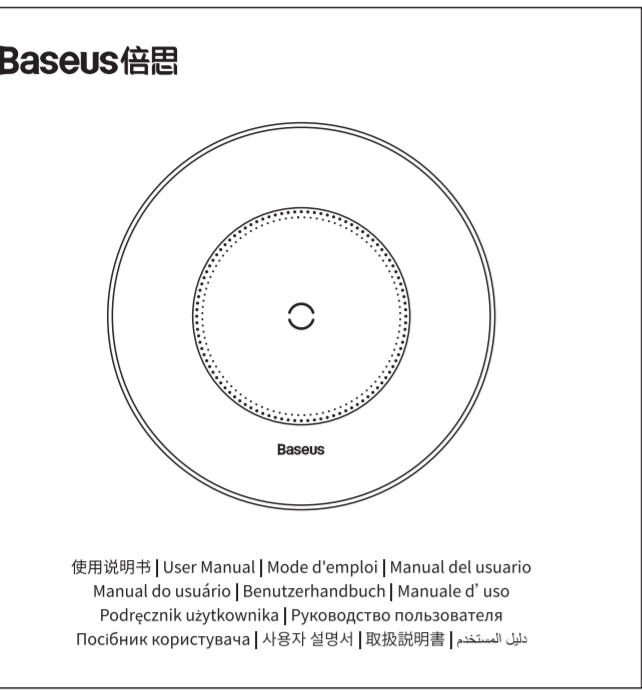 Baseus倍思
Baseus
使用说明书 | User Manual | Mode d'emploi | Manual del usuario
Manual do usuário | Benutzerhandbuch | Manuale d’ uso
Podręcznik użytkownika | Руководство пользователя
Посібник користувача | 사용자 설명서 | 取扱説明書 | دليل المستخدم